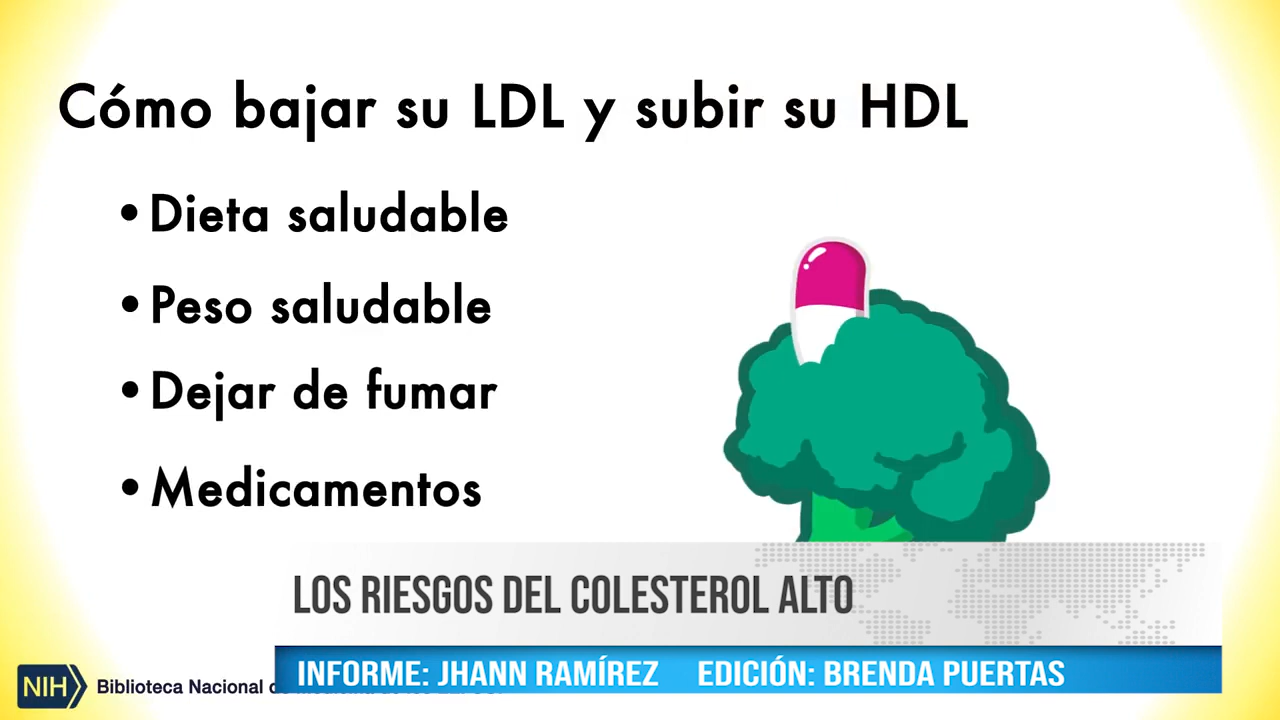 Cómo bajar su LDL y subir su HDL
•Dieta saludable
•Peso saludable
•Dejar de fumar
•Medicamentos
LOS RIESGOS DEL COLESTEROL ALTO
INFORME: JHANN RAMÍREZ EDICIÓN: BRENDA PUERTAS
NIH Biblioteca Nacional